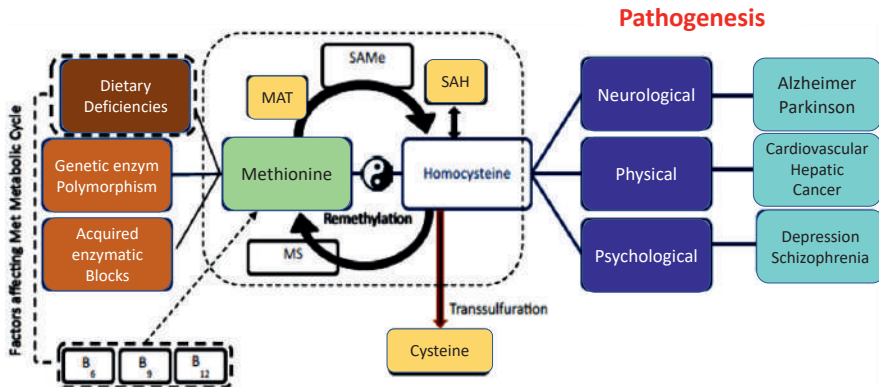 Pathogenesis
Factors affecting Met Metabolic Cycle
Dietary
Deficiencies
Genetic enzym
Polymorphism
Acquired
enzymatic
Blocks
B6
B9
B12
SAMe
MAT
SAH
Methionine
Homocysteine
Remethylation
MS
Transsulfuration
Cysteine
Neurological
Physical
Psychological
Alzheimer
Parkinson
Cardiovascular
Hepatic
Cancer
Depression
Schizophrenia